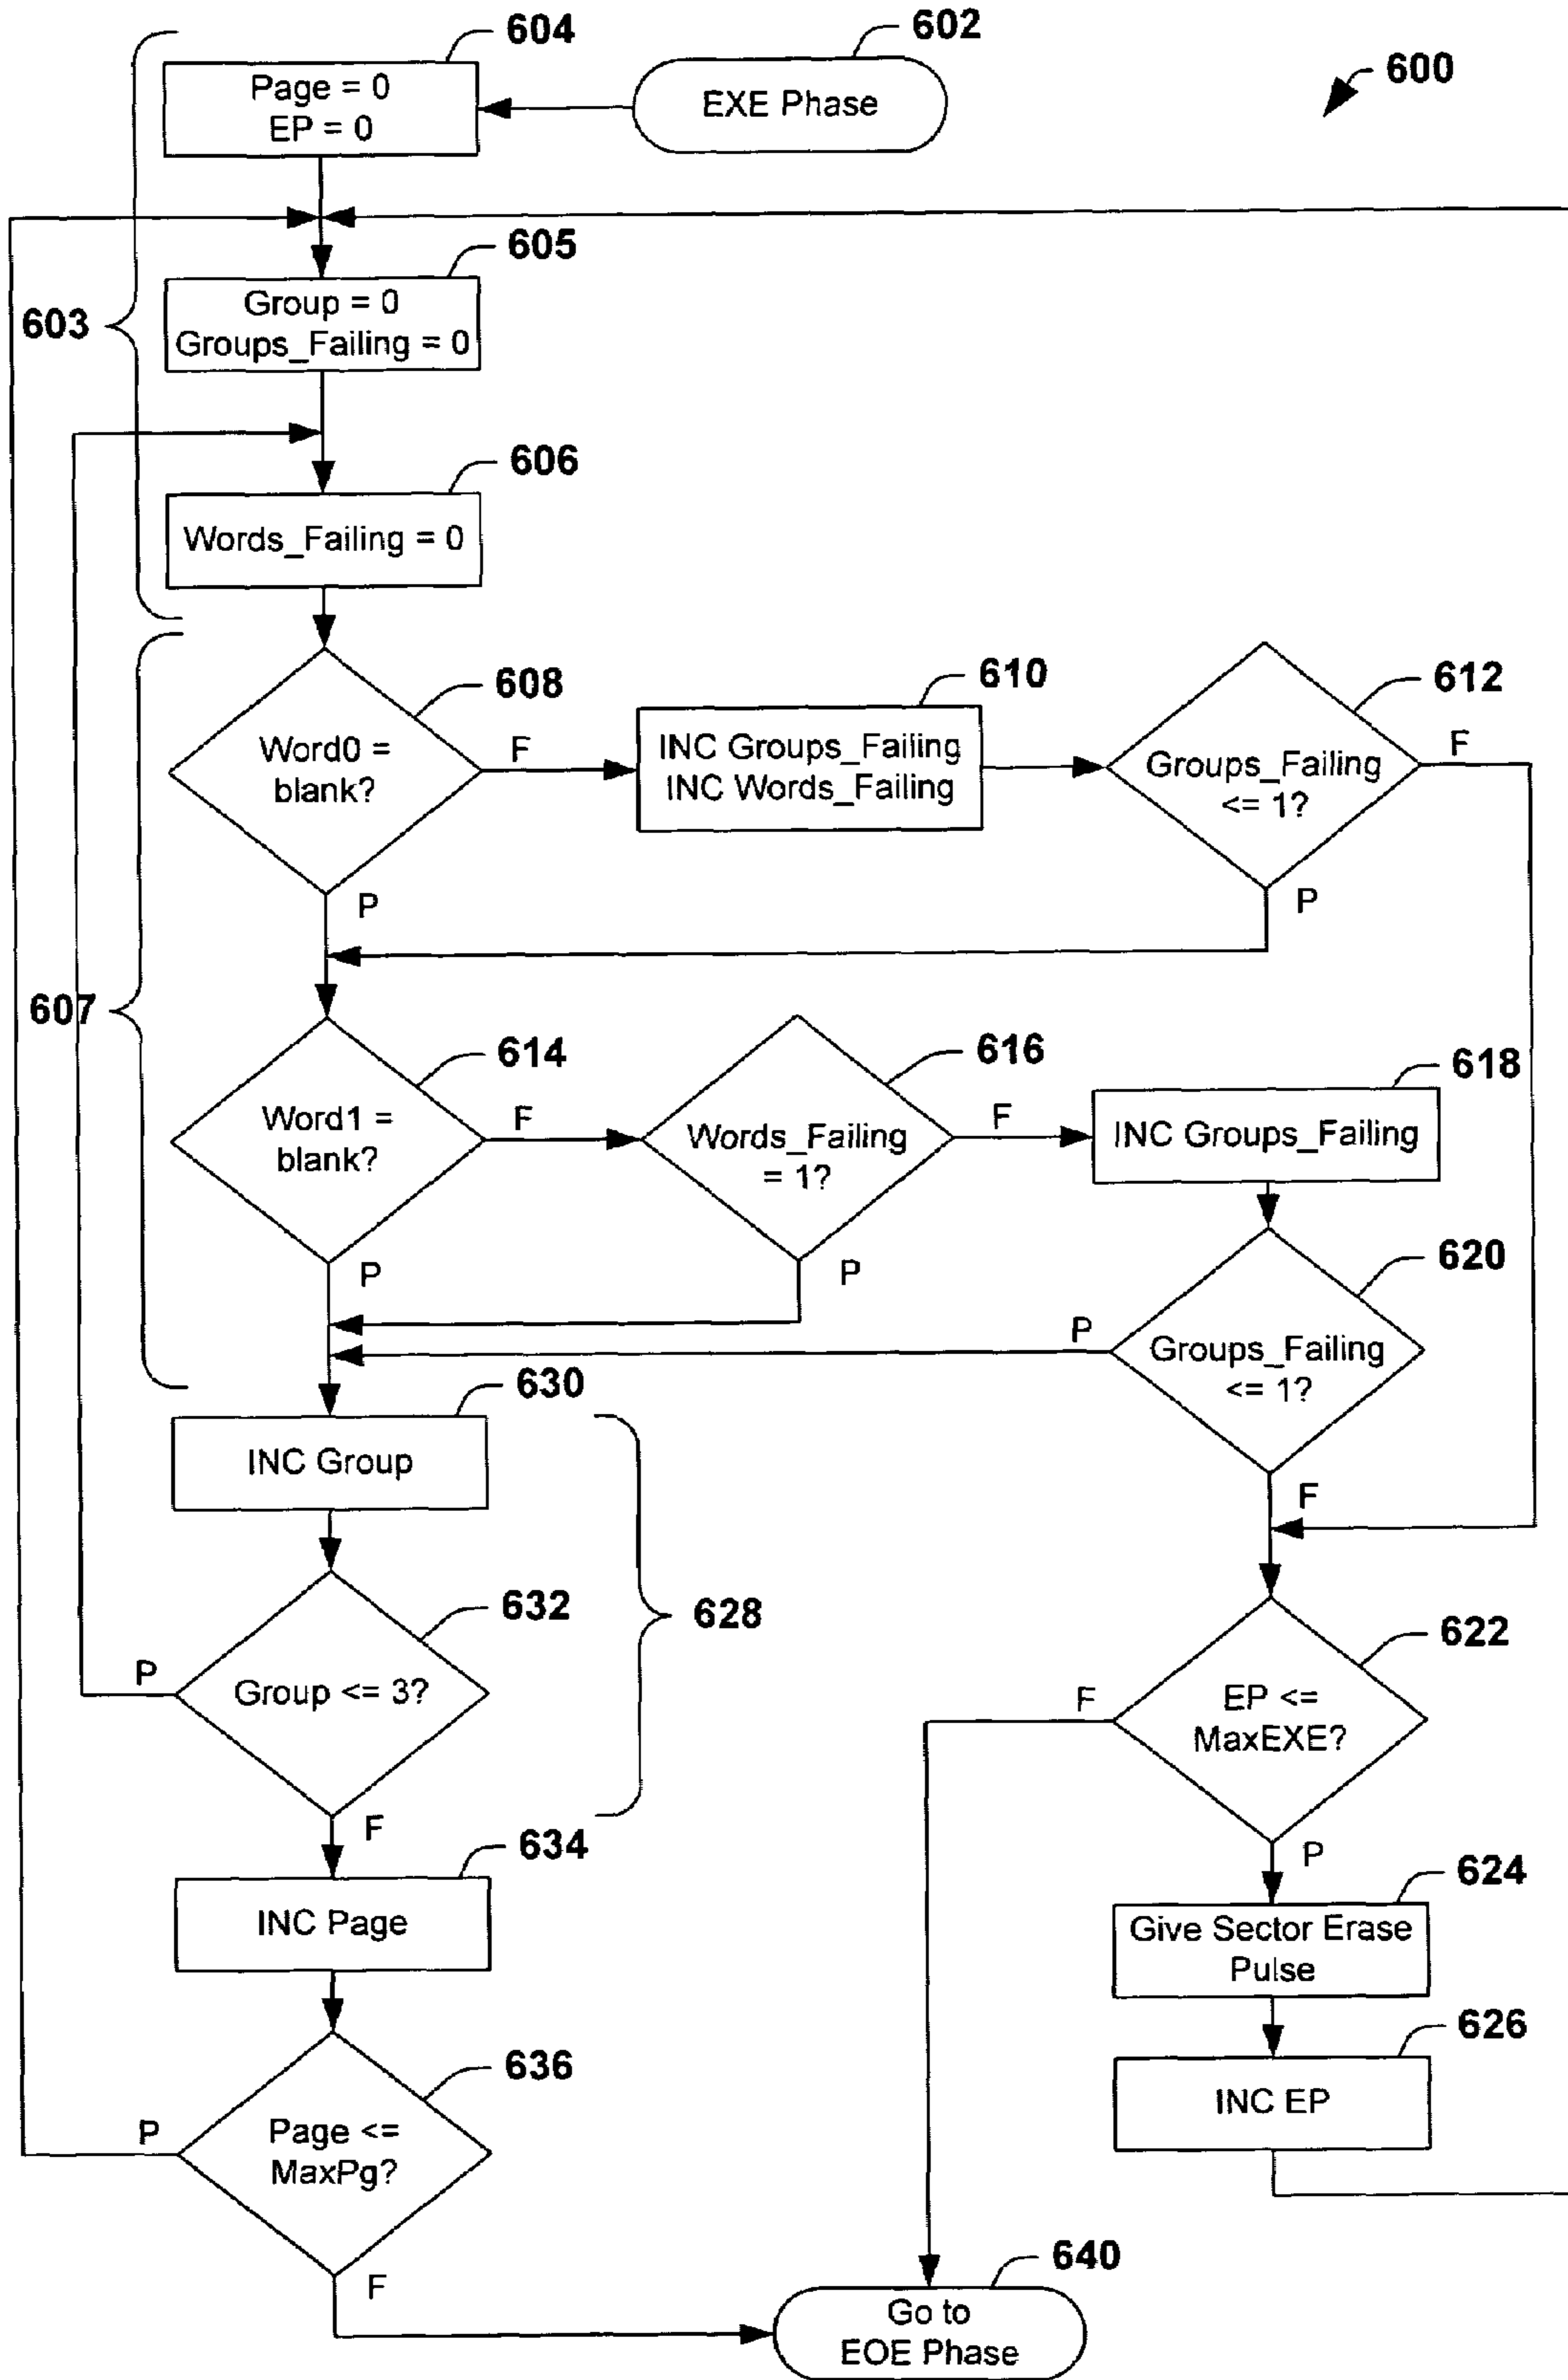 604
602
600
Page = 0
EP = 0
EXE Phase
605
603
Group = 0
Groups_Failing = 0
606
Words_Failing = 0
608
610
612
Word0 =
blank?
F
INC Groups_Failing
INC Words_Failing
Groups_Failing
<= 1?
F
P
P
607
614
616
618
Word1 =
blank?
F
Words_Failing
= 1?
F
INC Groups_Failing
P
P
620
P
Groups_Failing
<= 1?
F
630
INC Group
628
632
P
Group <= 3?
F
622
F
EP <=
MaxEXE?
P
634
INC Page
624
Give Sector Erase
Pulse
626
INC EP
636
P
Page <=
MaxPg?
F
640
Go to
EOE Phase